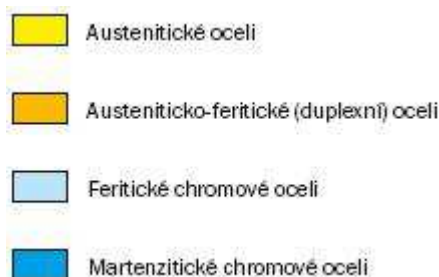 Austenitické oceli
Austeniticko-feritické (duplexní) oceli
Feritické chromové oceli
Martenzitické chromové oceli